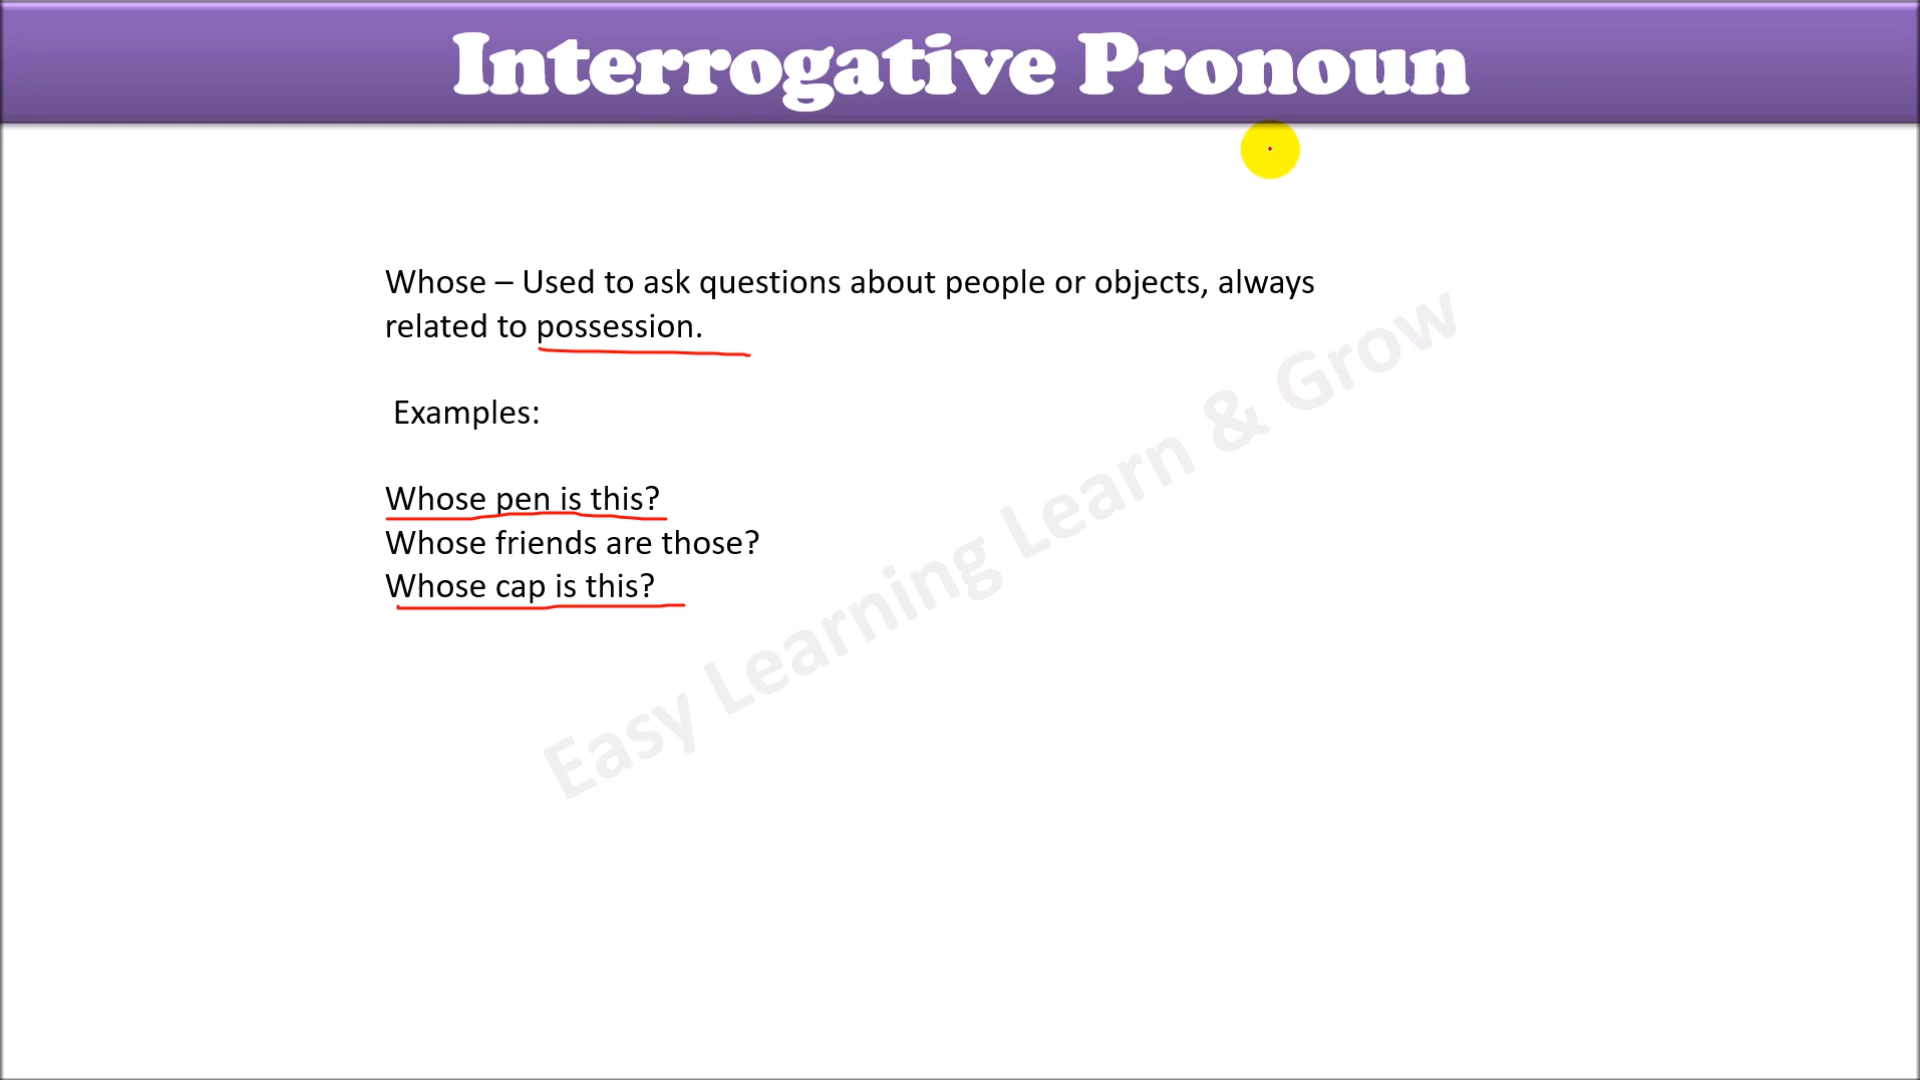 Interrogative Pronoun
Whose – Used to ask questions about people or objects, always
related to possession.
Examples:
Whose pen is this?
Whose friends are those?
Whose cap is this?
Easy Learning Learn & Grow